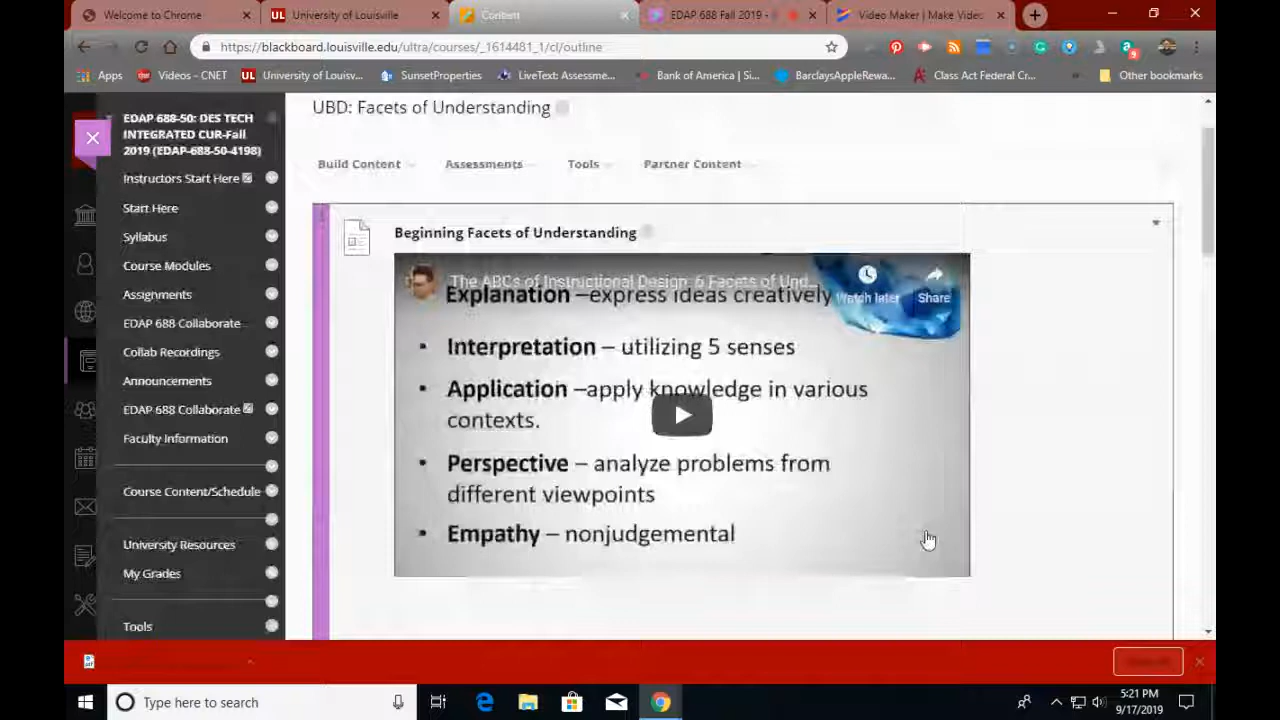 Welcome to Chrome
University of Louisville
Content
EDAP 688 Fall 2019 -
Video Maker | Make Video
https://blackboard.louisville.edu/ultra/courses/_1614481_1/cl/outline
Apps
Videos - CNET
University of Louisv...
SunsetProperties
LiveText: Assessme...
Bank of America | Si...
BarclaysAppleRewa...
Class Act Federal Cr...
Other bookmarks
EDAP 688-50: DES TECH
INTEGRATED CUR-Fall
2019 (EDAP-688-50-4198)
Instructors Start Here
Start Here
Syllabus
Course Modules
Assignments
EDAP 688 Collaborate
Collab Recordings
Announcements
EDAP 688 Collaborate
Faculty Information
Course Content/Schedule
University Resources
My Grades
Tools
UBD: Facets of Understanding
Build Content
Assessments
Tools
Partner Content
Beginning Facets of Understanding
The ABCs of Instructional Design: 6 Facets of Und...
Watch later
Share
Explanation –express ideas creatively
• Interpretation – utilizing 5 senses
• Application –apply knowledge in various
contexts.
• Perspective – analyze problems from
different viewpoints
• Empathy – nonjudgemental
Type here to search
5:21 PM
9/17/2019